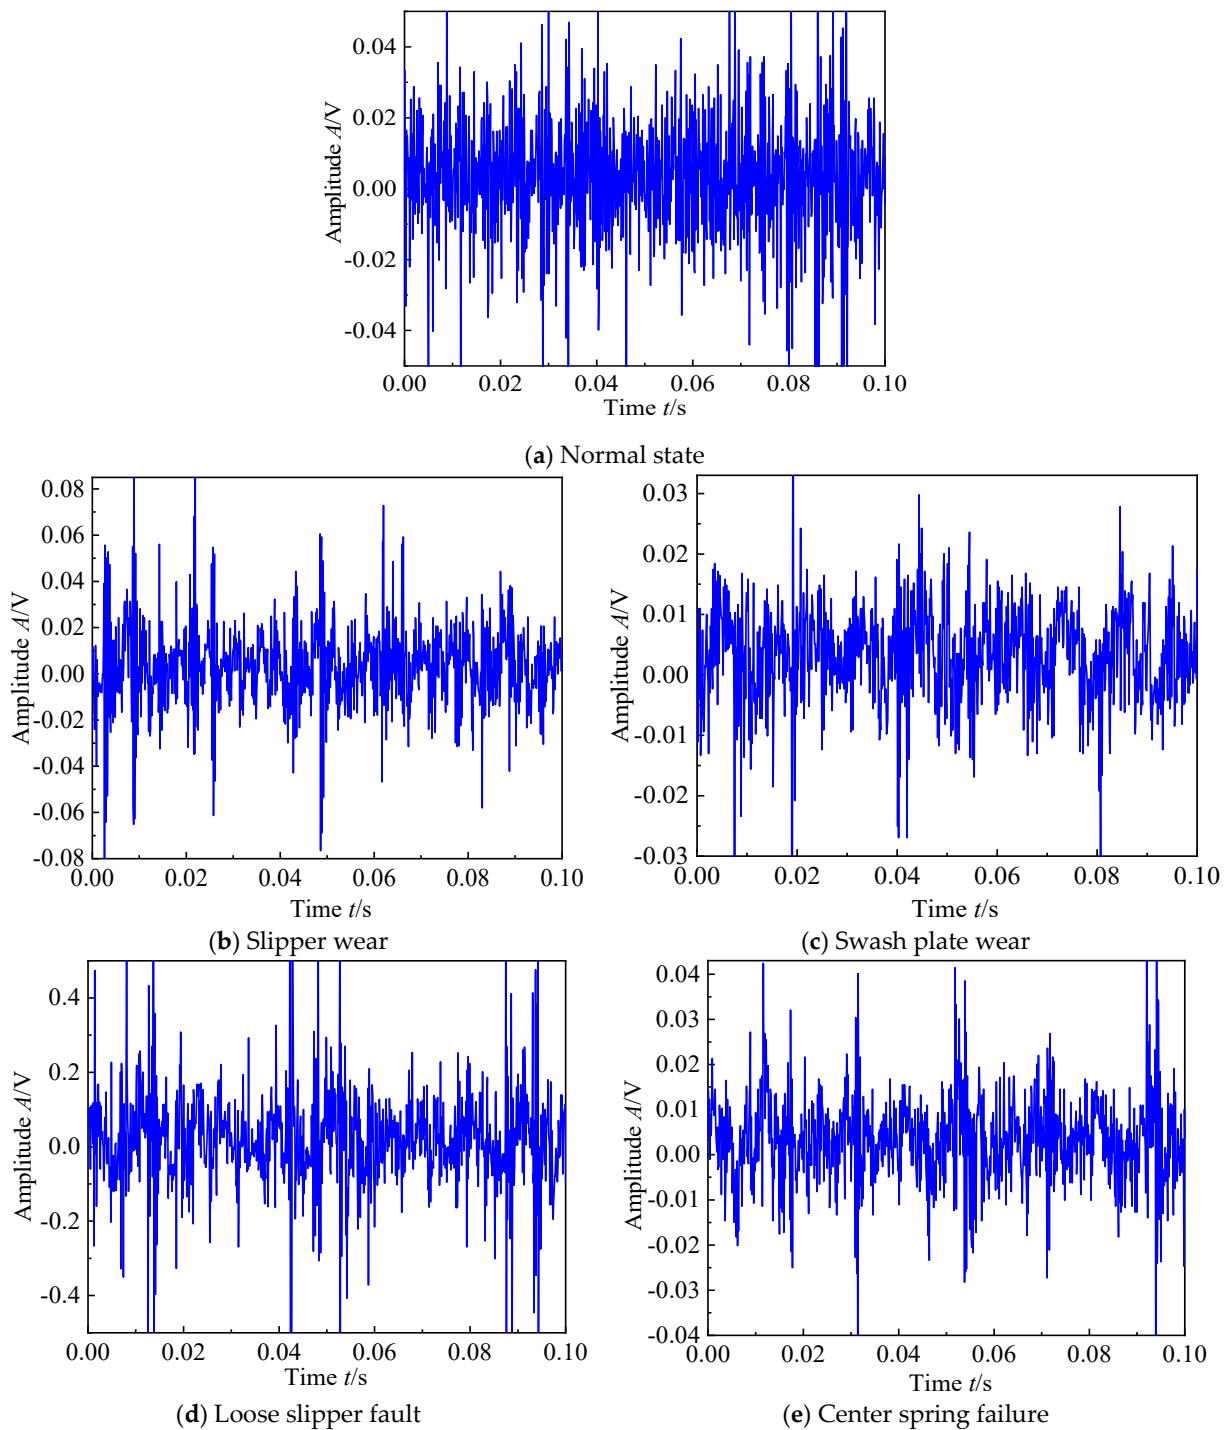 0.04
0.02
0.00
-0.02
-0.04
Amplitude A/V
0.00 0.02 0.04 0.06 0.08 0.10
Time t/s
(a) Normal state
0.08
0.06
0.04
0.02
0.00
-0.02
-0.04
-0.06
-0.08
Amplitude A/V
0.00 0.02 0.04 0.06 0.08 0.10
Time t/s
(b) Slipper wear
0.03
0.02
0.01
0.00
-0.01
-0.02
-0.03
Amplitude A/V
0.00 0.02 0.04 0.06 0.08 0.10
Time t/s
(c) Swash plate wear
0.4
0.2
0.0
-0.2
-0.4
Amplitude A/V
0.00 0.02 0.04 0.06 0.08 0.10
Time t/s
(d) Loose slipper fault
0.04
0.03
0.02
0.01
0.00
-0.01
-0.02
-0.03
-0.04
Amplitude A/V
0.00 0.02 0.04 0.06 0.08 0.10
Time t/s
(e) Center spring failure